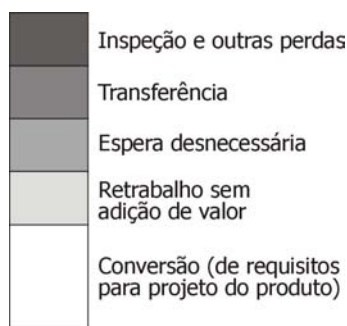 Inspeção e outras perdas
Transferência
Espera desnecessária
Retrabalho sem
adição de valor
Conversão (de requisitos
para projeto do produto)